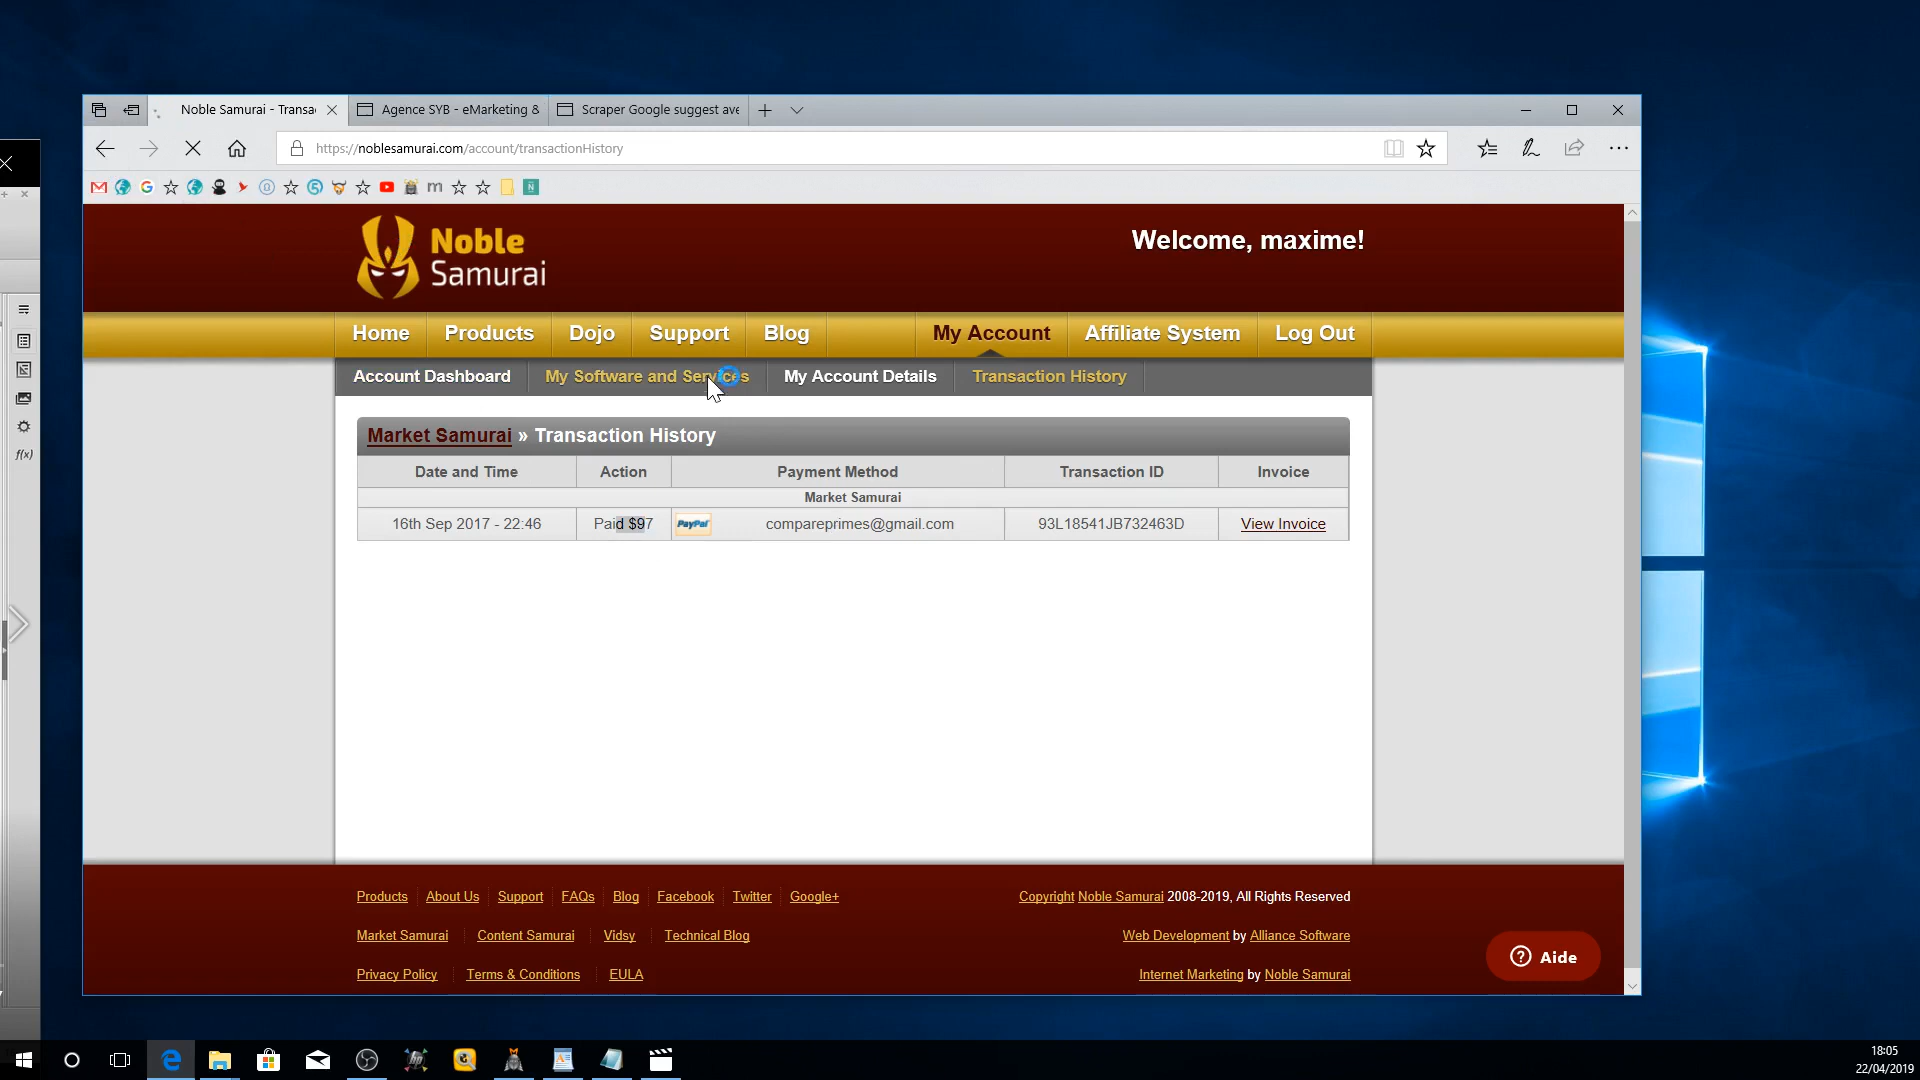 Noble Samurai - Transa
Agence SYB - eMarketing &
Scraper Google suggest ave
https://noblesamurai.com/account/transactionHistory
Noble
Samurai
Welcome, maxime!
Home
Products
Dojo
Support
Blog
My Account
Affiliate System
Log Out
Account Dashboard
My Software and Services
My Account Details
Transaction History
Market Samurai » Transaction History
Date and Time
Action
Payment Method
Transaction ID
Invoice
Market Samurai
16th Sep 2017 - 22:46
Paid $97
PayPal
compareprimes@gmail.com
93L18541JB732463D
View Invoice
Products
About Us
Support
FAQs
Blog
Facebook
Twitter
Google+
Copyright Noble Samurai 2008-2019, All Rights Reserved
Market Samurai
Content Samurai
Vidsy
Technical Blog
Web Development by Alliance Software
Privacy Policy
Terms & Conditions
EULA
Internet Marketing by Noble Samurai
Aide
f(x)
18:05
22/04/2019